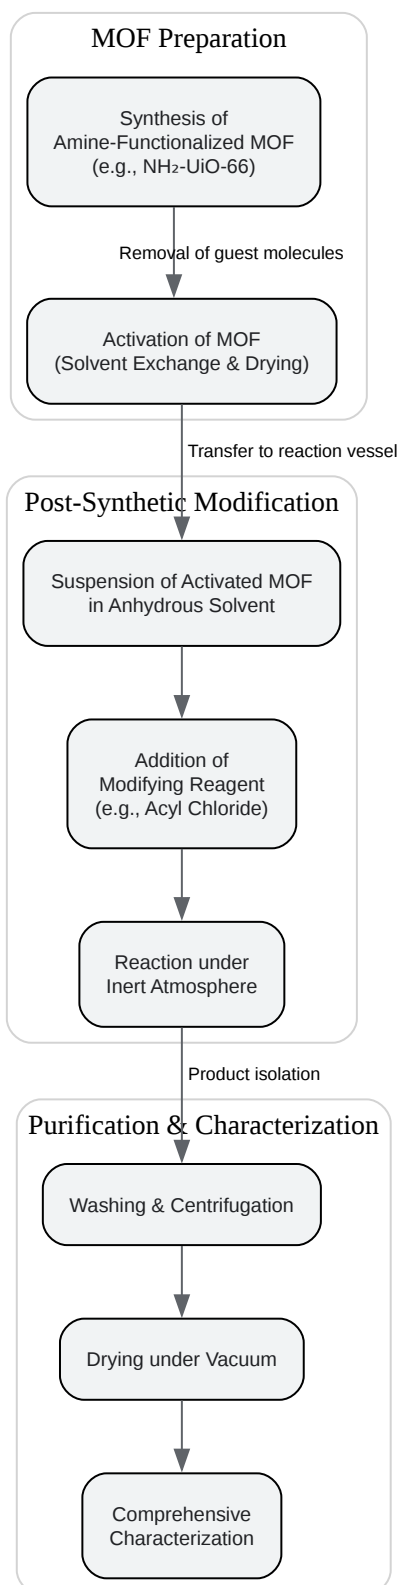 MOF Preparation
Synthesis of
Amine-Functionalized MOF
(e.g., NH₂-UiO-66)
Removal of guest molecules
Activation of MOF
(Solvent Exchange & Drying)
Transfer to reaction vessel
Post-Synthetic Modification
Suspension of Activated MOF
in Anhydrous Solvent
Addition of
Modifying Reagent
(e.g., Acyl Chloride)
Reaction under
Inert Atmosphere
Product isolation
Purification & Characterization
Washing & Centrifugation
Drying under Vacuum
Comprehensive
Characterization